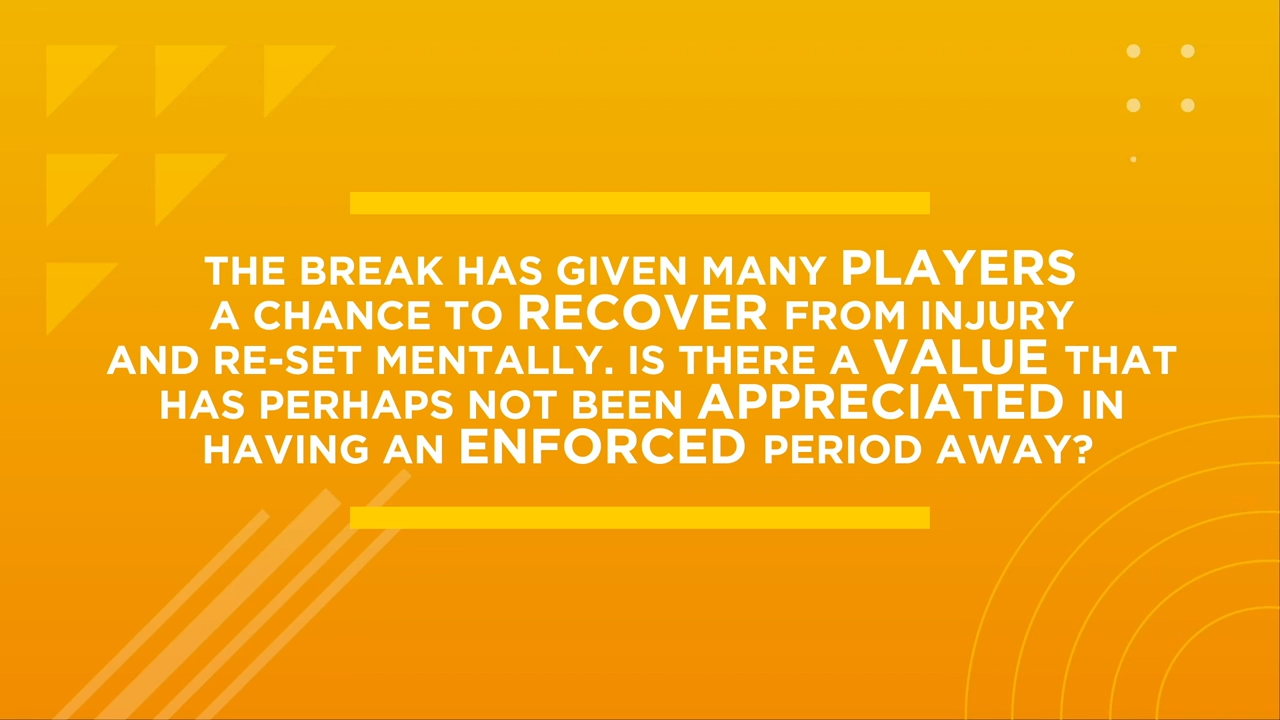 THE BREAK HAS GIVEN MANY PLAYERS
A CHANCE TO RECOVER FROM INJURY
AND RE-SET MENTALLY. IS THERE A VALUE THAT
HAS PERHAPS NOT BEEN APPRECIATED IN
HAVING AN ENFORCED PERIOD AWAY?